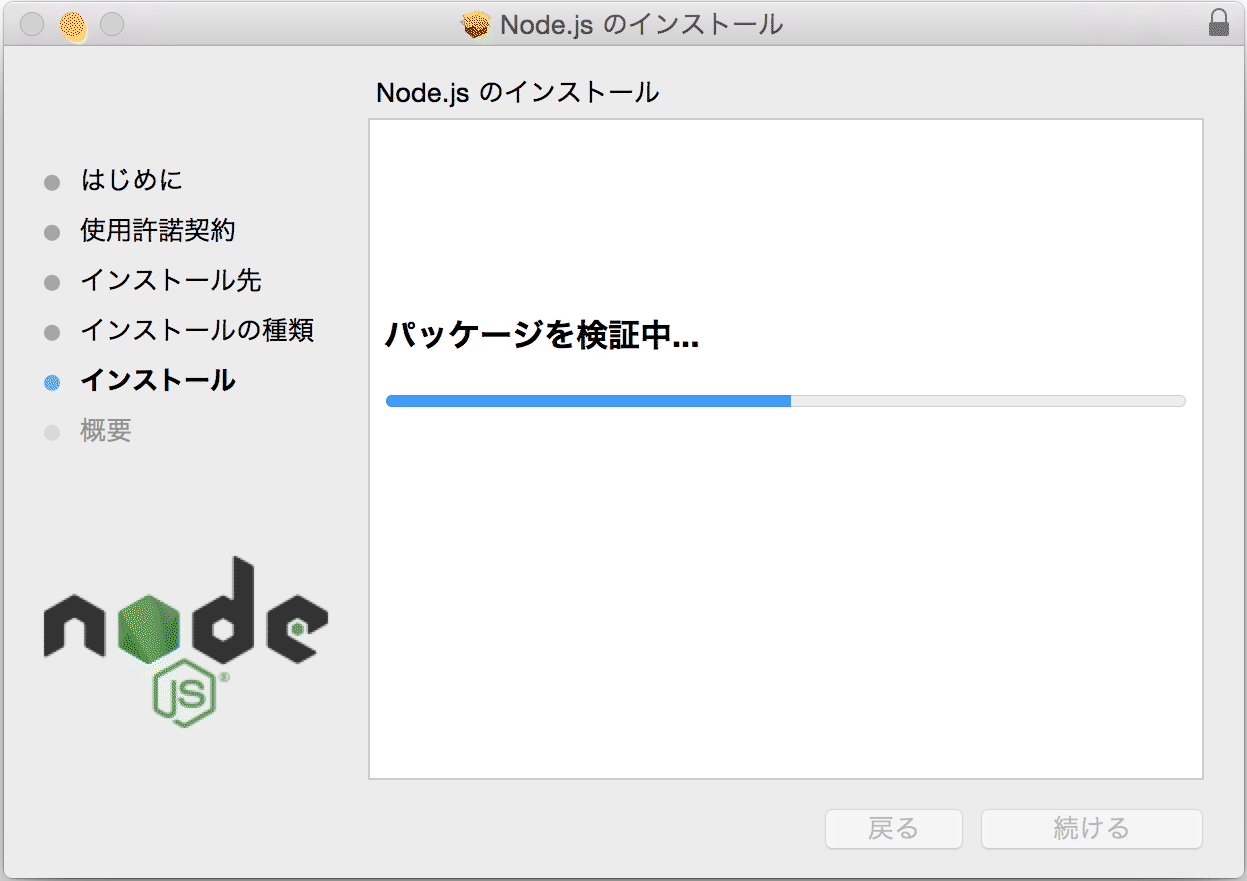 Node.js のインストール
Node.js のインストール
はじめに
使用許諾契約
インストール先
インストールの種類
インストール
概要
パッケージを検証中...
node
JS®
戻る
続ける